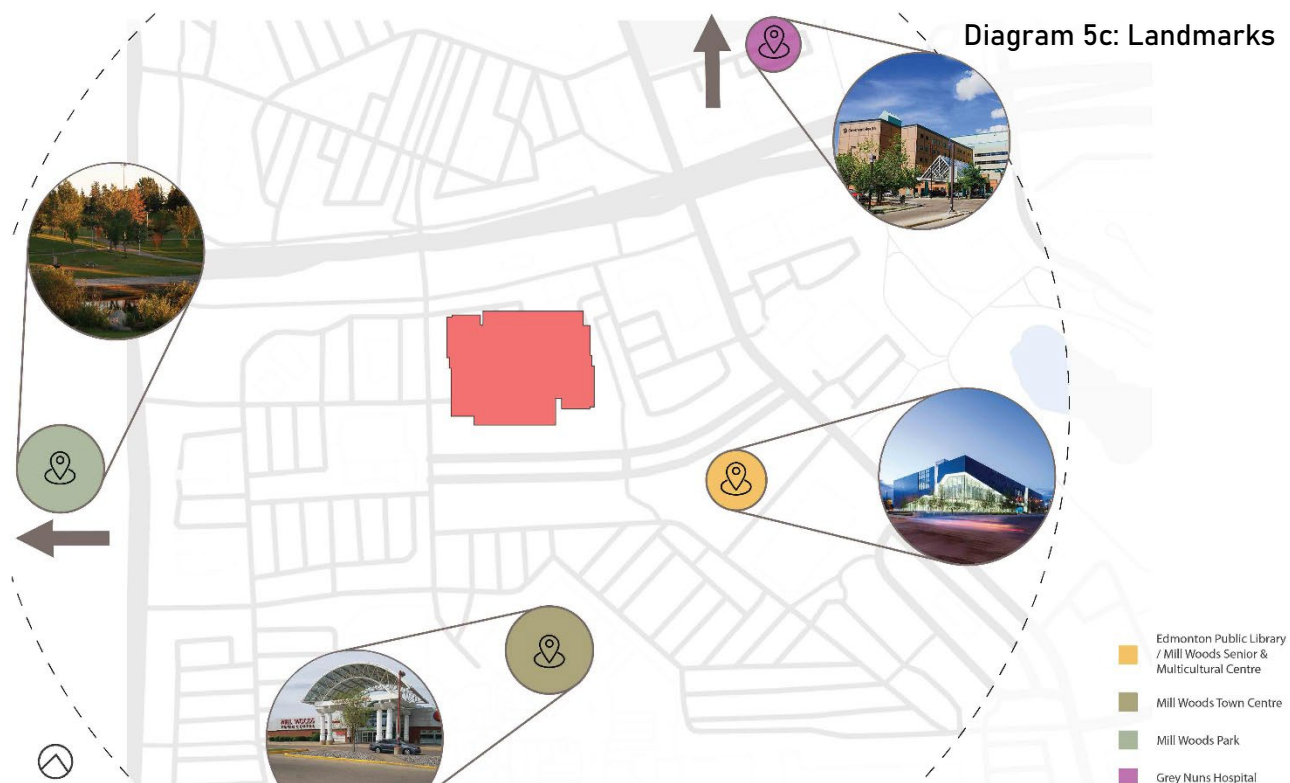 Diagram 5c: Landmarks
MILL WOODS
TOWN CENTRE
Edmonton Public Library
/ Mill Woods Senior &
Multicultural Centre
Mill Woods Town Centre
Mill Woods Park
Grey Nuns Hospital